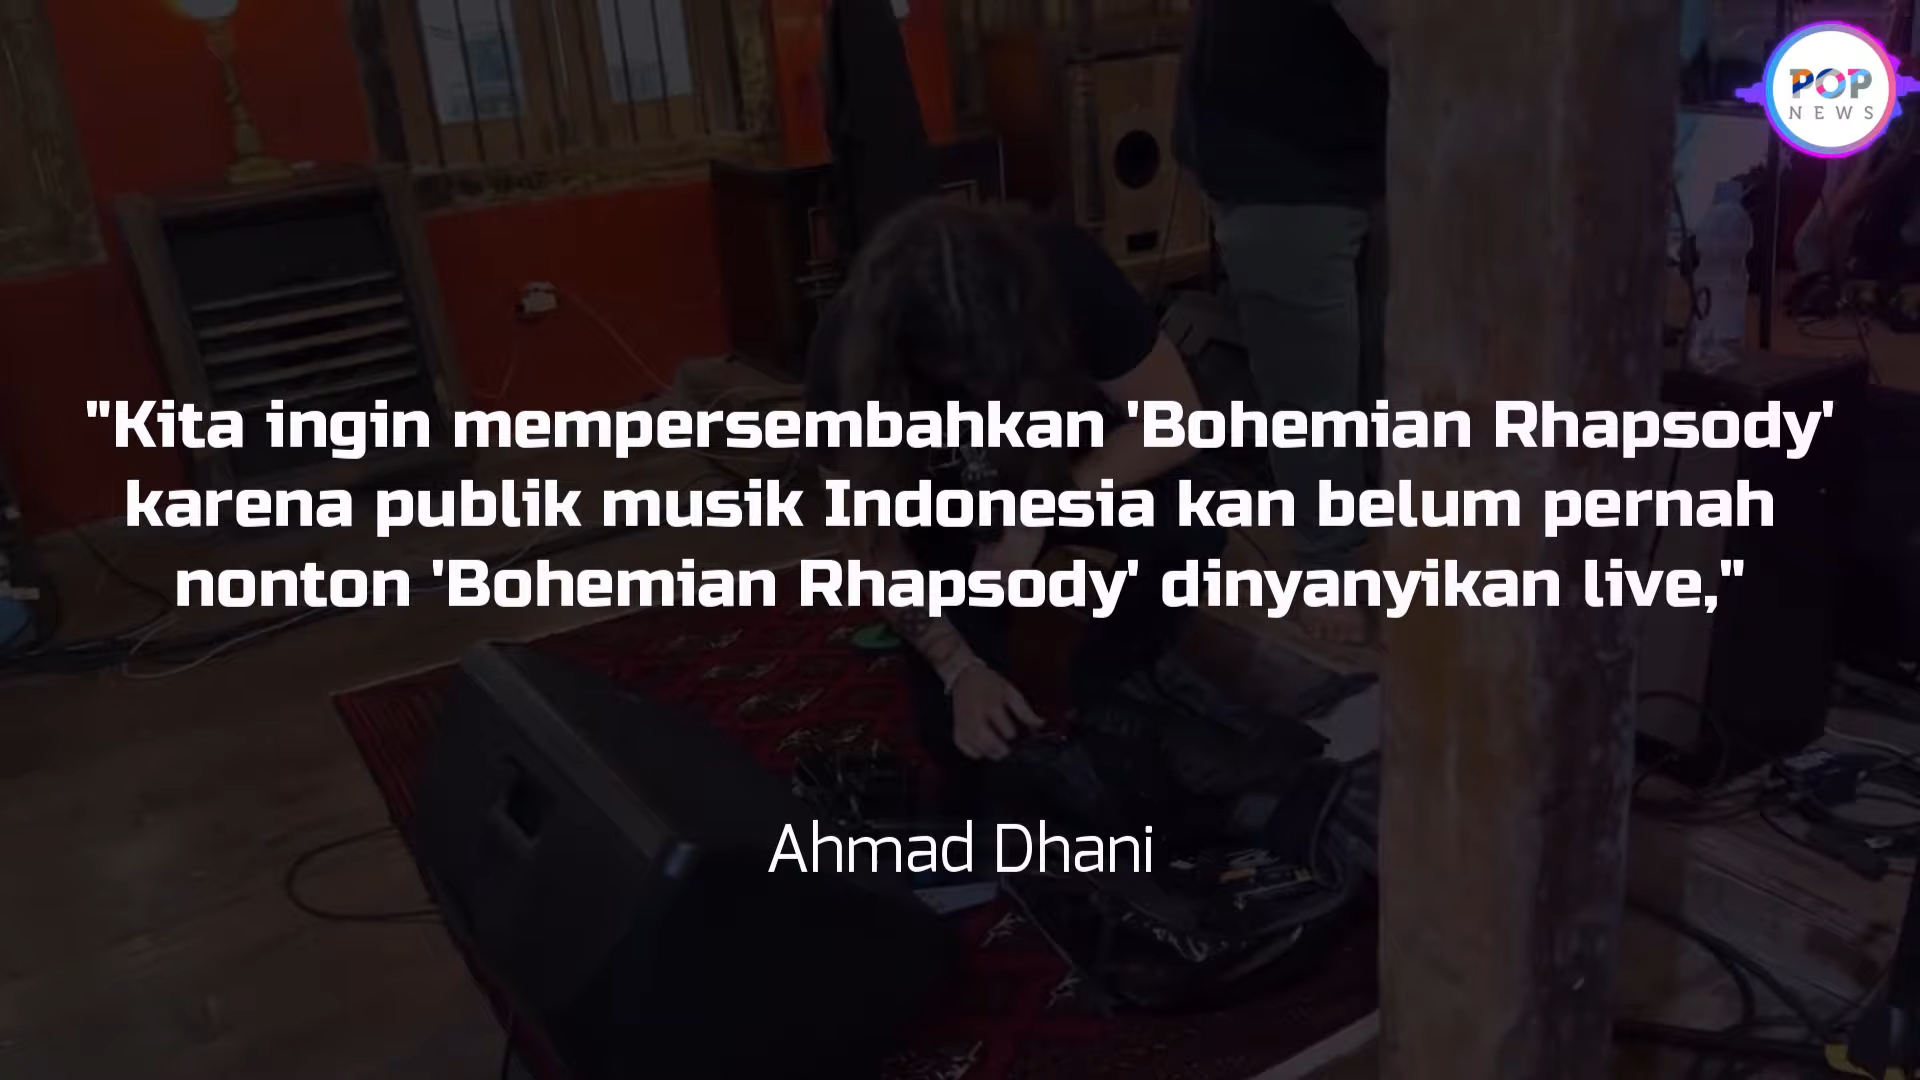 POP
NEWS
"Kita ingin mempersembahkan 'Bohemian Rhapsody'
karena publik musik Indonesia kan belum pernah
nonton 'Bohemian Rhapsody' dinyanyikan live,"
Ahmad Dhani